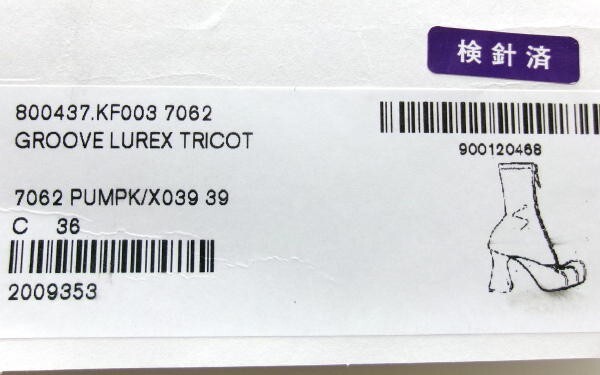 検針済
800437.KF003 7062
GROOVE LUREX TRICOT
900120468
7062 PUMPK/X039 39
C 36
2009353